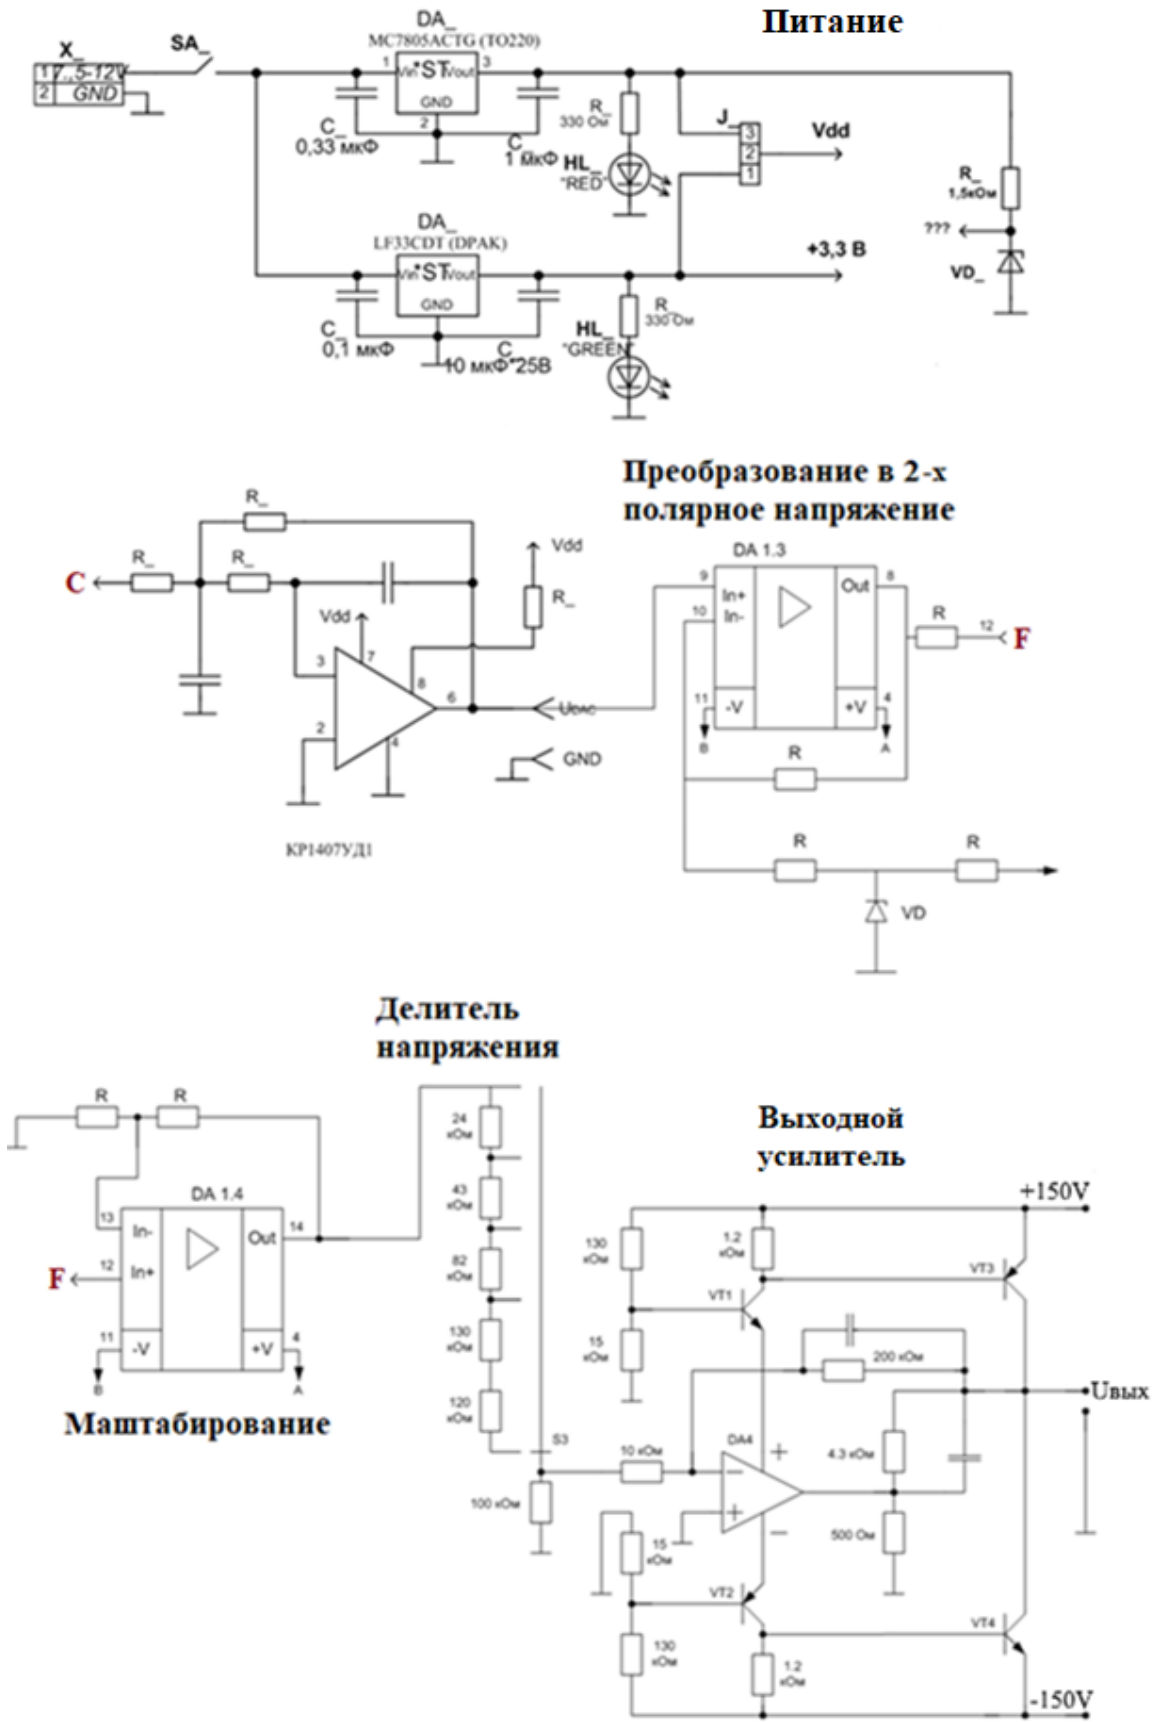 Питание
DA_
MC7805ACTG (TO220)
X_
SA_
1 7.,5-12V
2 GND
1 Vin *ST Vout 3
GND
2
C_
0,33 мкФ
C_
1 мкФ
R_
330 Ом
HL_
"RED"
J_
3
2
1
Vdd
R_
1,5кОм
???
VD_
DA_
LF33CDT (DPAK)
Vin *ST Vout
GND
+3,3 В
C_
0,1 мкФ
C_
10 мкФ*25В
R_
330 Ом
HL_
"GREEN"
Преобразование в 2-х
полярное напряжение
R_
C
R_
R_
Vdd
R_
Vdd
3
7
8
6
2
4
UDAC
GND
КР1407УД1
DA 1.3
9 In+
10 In-
Out 8
11 -V
+V 4
B
A
R
12
F
R
R
R
VD
Делитель
напряжения
R
R
DA 1.4
13 In-
12 In+
Out 14
F
11 -V
+V 4
B
A
Маштабирование
24
кОм
43
кОм
82
кОм
130
кОм
120
кОм
S3
100 кОм
Выходной
усилитель
+150V
130
кОм
1.2
кОм
VT1
VT3
15
кОм
200 кОм
Uвых
10 кОм
DA4
+
−
+
−
4.3 кОм
500 Ом
15
кОм
VT2
VT4
130
кОм
1.2
кОм
-150V